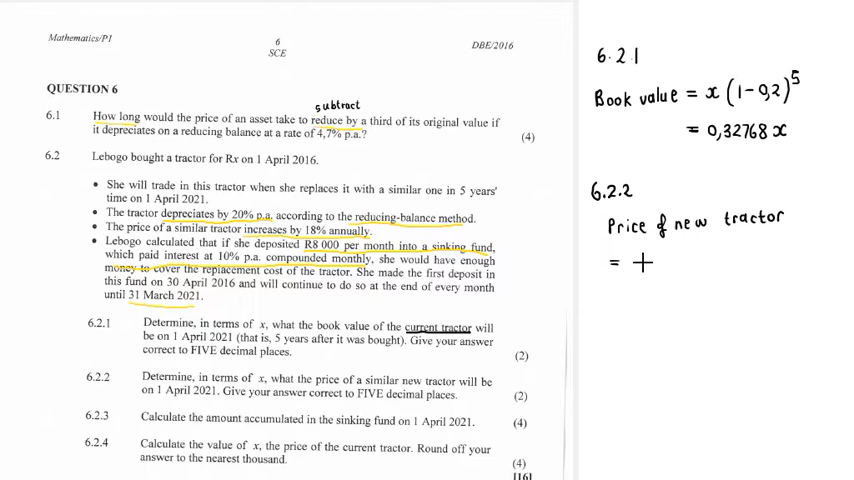 Mathematics/P1
6
SCE
DBE/2016
QUESTION 6
subtract
6.1 How long would the price of an asset take to reduce by a third of its original value if
it depreciates on a reducing balance at a rate of 4,7% p.a.?
(4)
6.2 Lebogo bought a tractor for Rx on 1 April 2016.
• She will trade in this tractor when she replaces it with a similar one in 5 years'
time on 1 April 2021.
• The tractor depreciates by 20% p.a. according to the reducing-balance method.
• The price of a similar tractor increases by 18% annually.
• Lebogo calculated that if she deposited R8 000 per month into a sinking fund,
which paid interest at 10% p.a. compounded monthly, she would have enough
money to cover the replacement cost of the tractor. She made the first deposit in
this fund on 30 April 2016 and will continue to do so at the end of every month
until 31 March 2021.
6.2.1 Determine, in terms of x, what the book value of the current tractor will
be on 1 April 2021 (that is, 5 years after it was bought). Give your answer
correct to FIVE decimal places.
(2)
6.2.2 Determine, in terms of x, what the price of a similar new tractor will be
on 1 April 2021. Give your answer correct to FIVE decimal places.
(2)
6.2.3 Calculate the amount accumulated in the sinking fund on 1 April 2021.
(4)
6.2.4 Calculate the value of x, the price of the current tractor. Round off your
answer to the nearest thousand.
(4)
[16]
6.2.1
Book value = x(1-0,2)^5
= 0,32768x
6.2.2
Price of new tractor
=